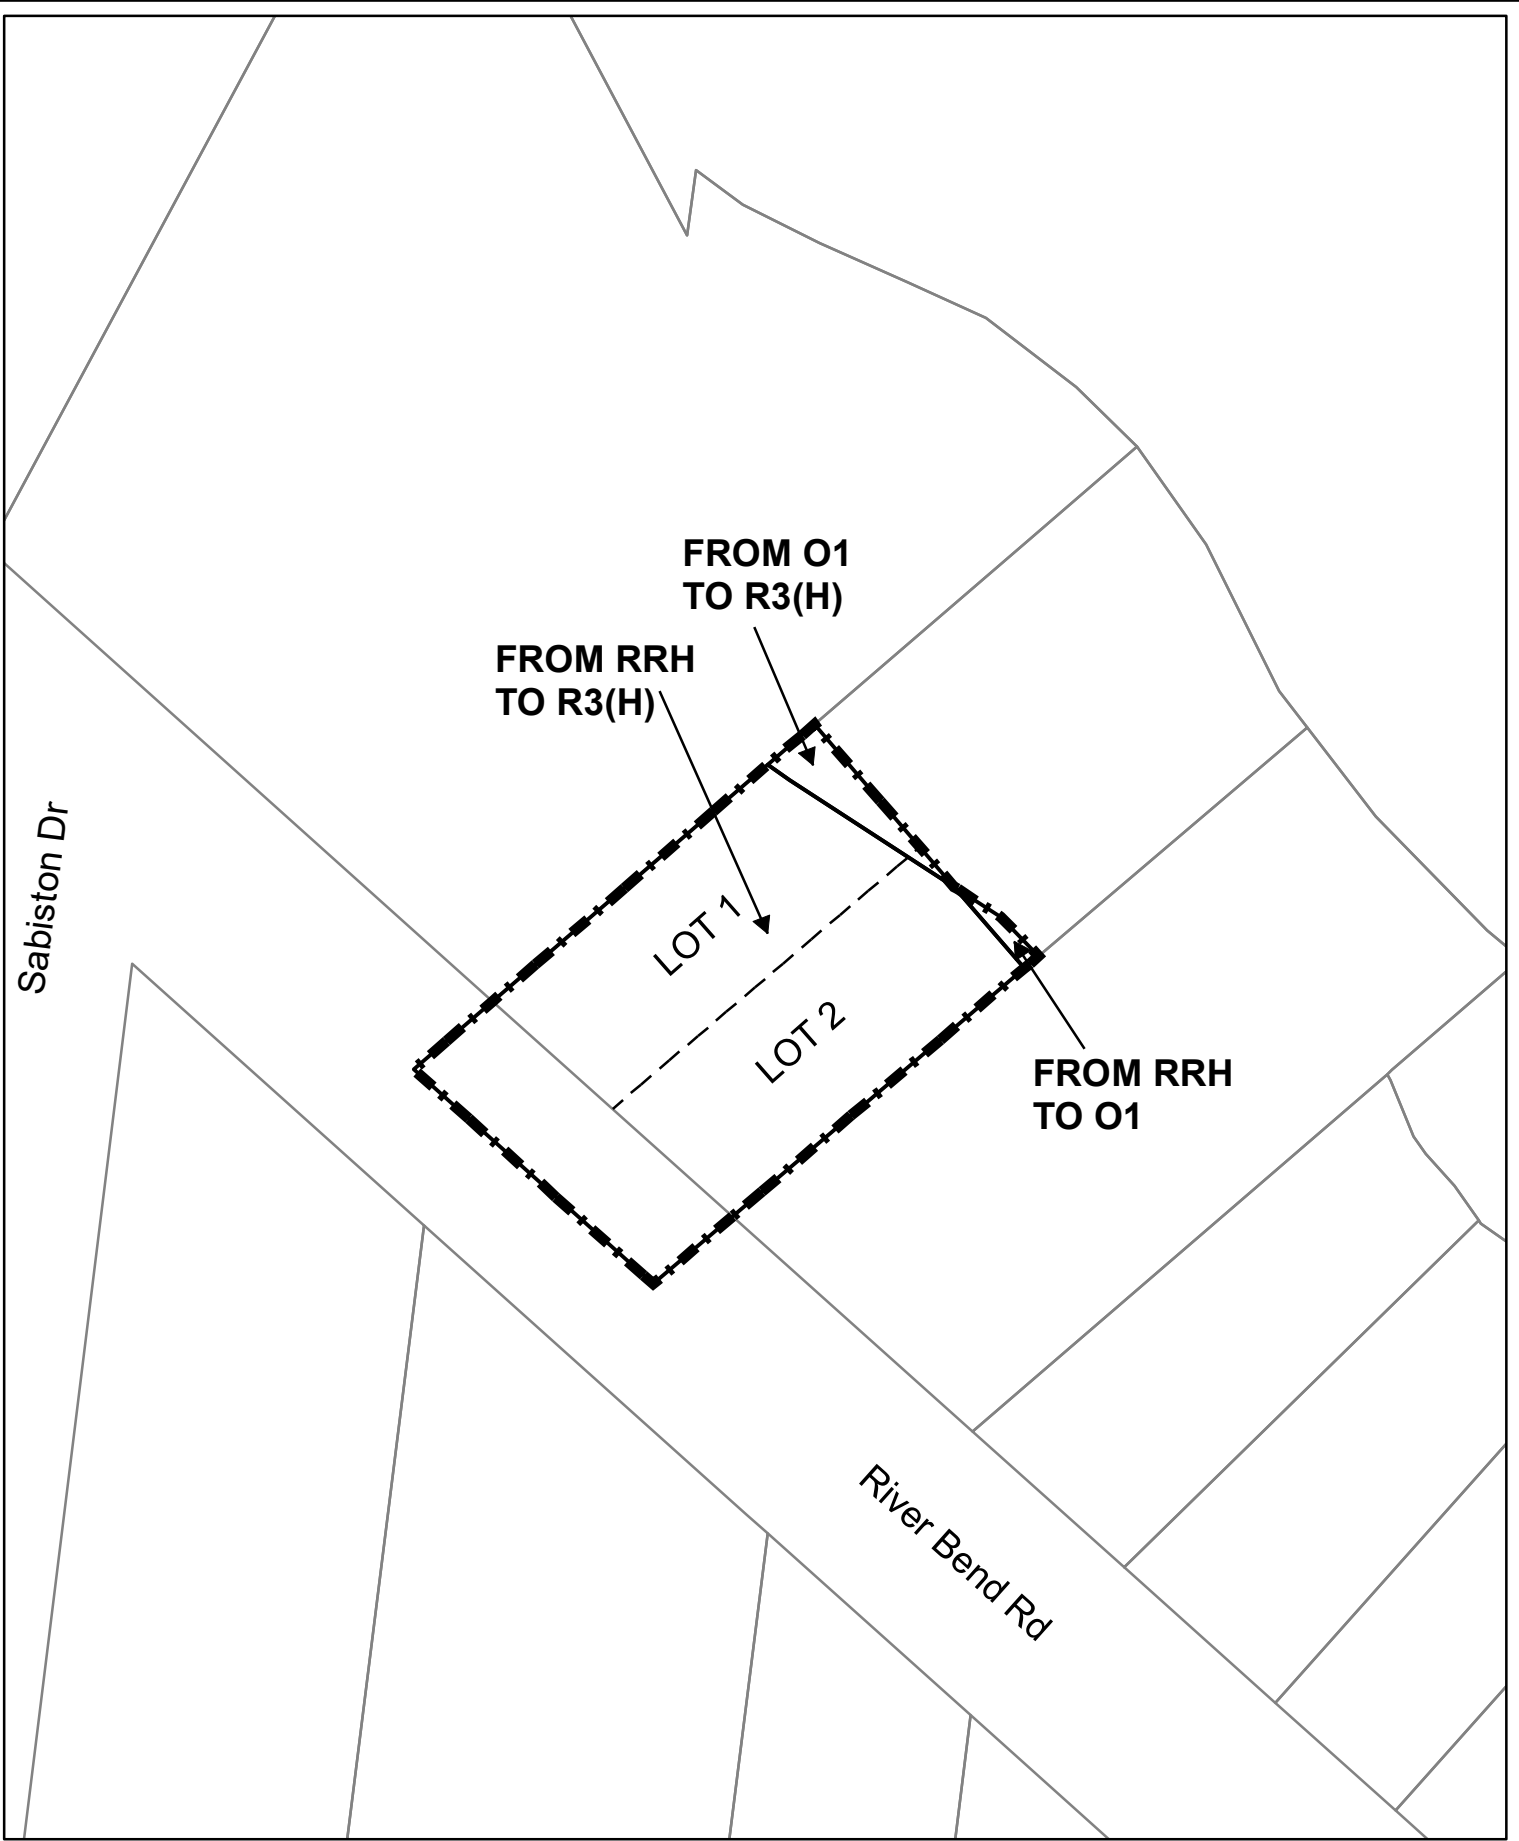 FROM O1
TO R3(H)
FROM RRH
TO R3(H)
Sabiston Dr
LOT 1
LOT 2
FROM RRH
TO O1
River Bend Rd